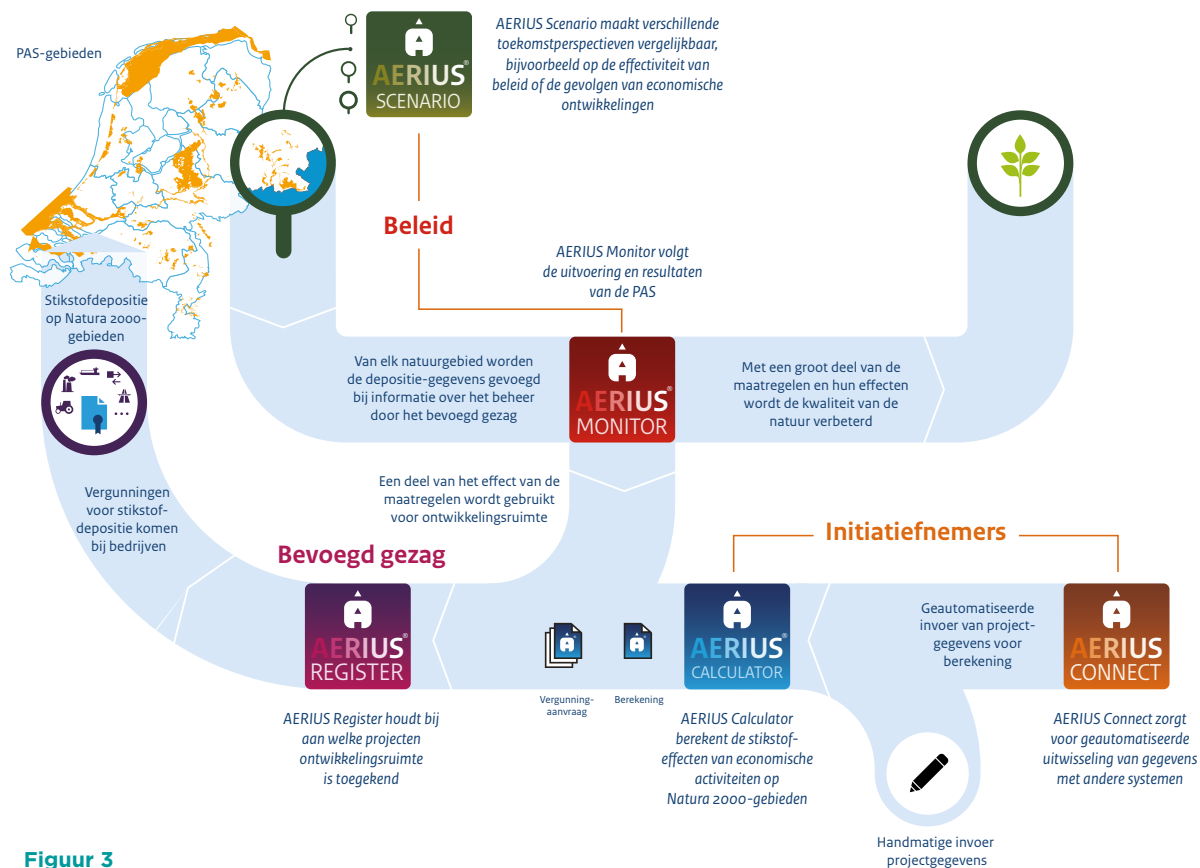 PAS-gebieden
AERIUS®
SCENARIO
AERIUS Scenario maakt verschillende
toekomstperspectieven vergelijkbaar,
bijvoorbeeld op de effectiviteit van
beleid of de gevolgen van economische
ontwikkelingen
Beleid
AERIUS Monitor volgt
de uitvoering en resultaten
van de PAS
Stikstofdepositie
op Natura 2000-
gebieden
Van elk natuurgebied worden
de depositie-gegevens gevoegd
bij informatie over het beheer
door het bevoegd gezag
AERIUS®
MONITOR
Met een groot deel van de
maatregelen en hun effecten
wordt de kwaliteit van de
natuur verbeterd
Vergunningen
voor stikstof-
depositie komen
bij bedrijven
Een deel van het effect van de
maatregelen wordt gebruikt
voor ontwikkelingsruimte
Bevoegd gezag
Initiatiefnemers
AERIUS®
REGISTER
Vergunning-
aanvraag
Berekening
AERIUS®
CALCULATOR
Geautomatiseerde
invoer van project-
gegevens voor
berekening
AERIUS®
CONNECT
AERIUS Register houdt bij
aan welke projecten
ontwikkelingsruimte
is toegekend
AERIUS Calculator
berekent de stikstof-
effecten van economische
activiteiten op
Natura 2000-gebieden
AERIUS Connect zorgt
voor geautomatiseerde
uitwisseling van gegevens
met andere systemen
Handmatige invoer
projectgegevens
Figuur 3